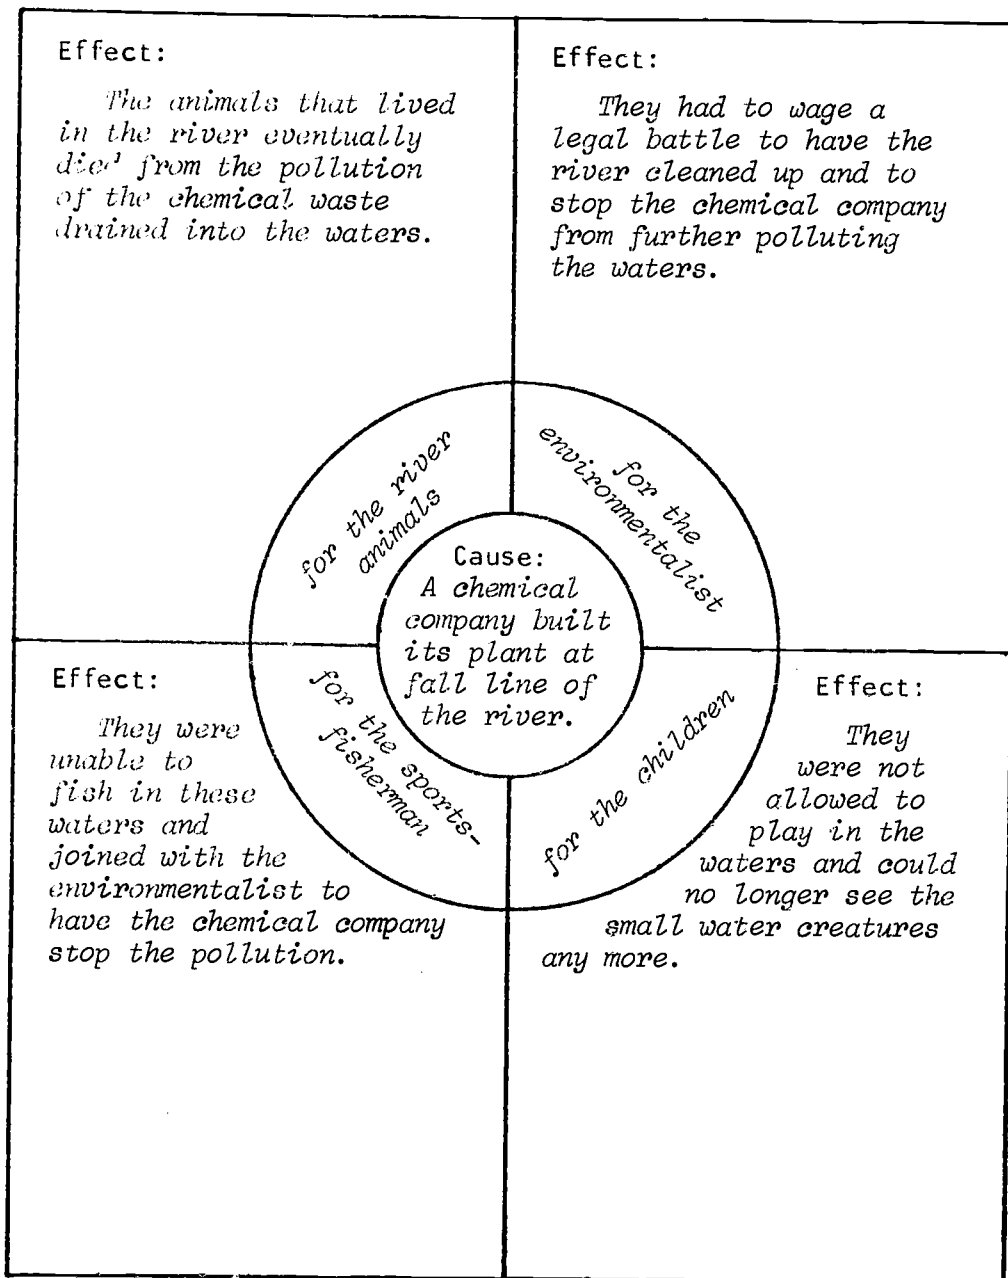 Effect:
The animals that lived
in the river eventually
died from the pollution
of the chemical waste
drained into the waters.
Effect:
They had to wage a
legal battle to have the
river cleaned up and to
stop the chemical company
from further polluting
the waters.
for the river
animals
for the
environmentalist
Cause:
A chemical
company built
its plant at
fall line of
the river.
for the sports-
fisherman
for the children
Effect:
They were
unable to
fish in these
waters and
joined with the
environmentalist to
have the chemical company
stop the pollution.
Effect:
They
were not
allowed to
play in the
waters and could
no longer see the
small water creatures
any more.